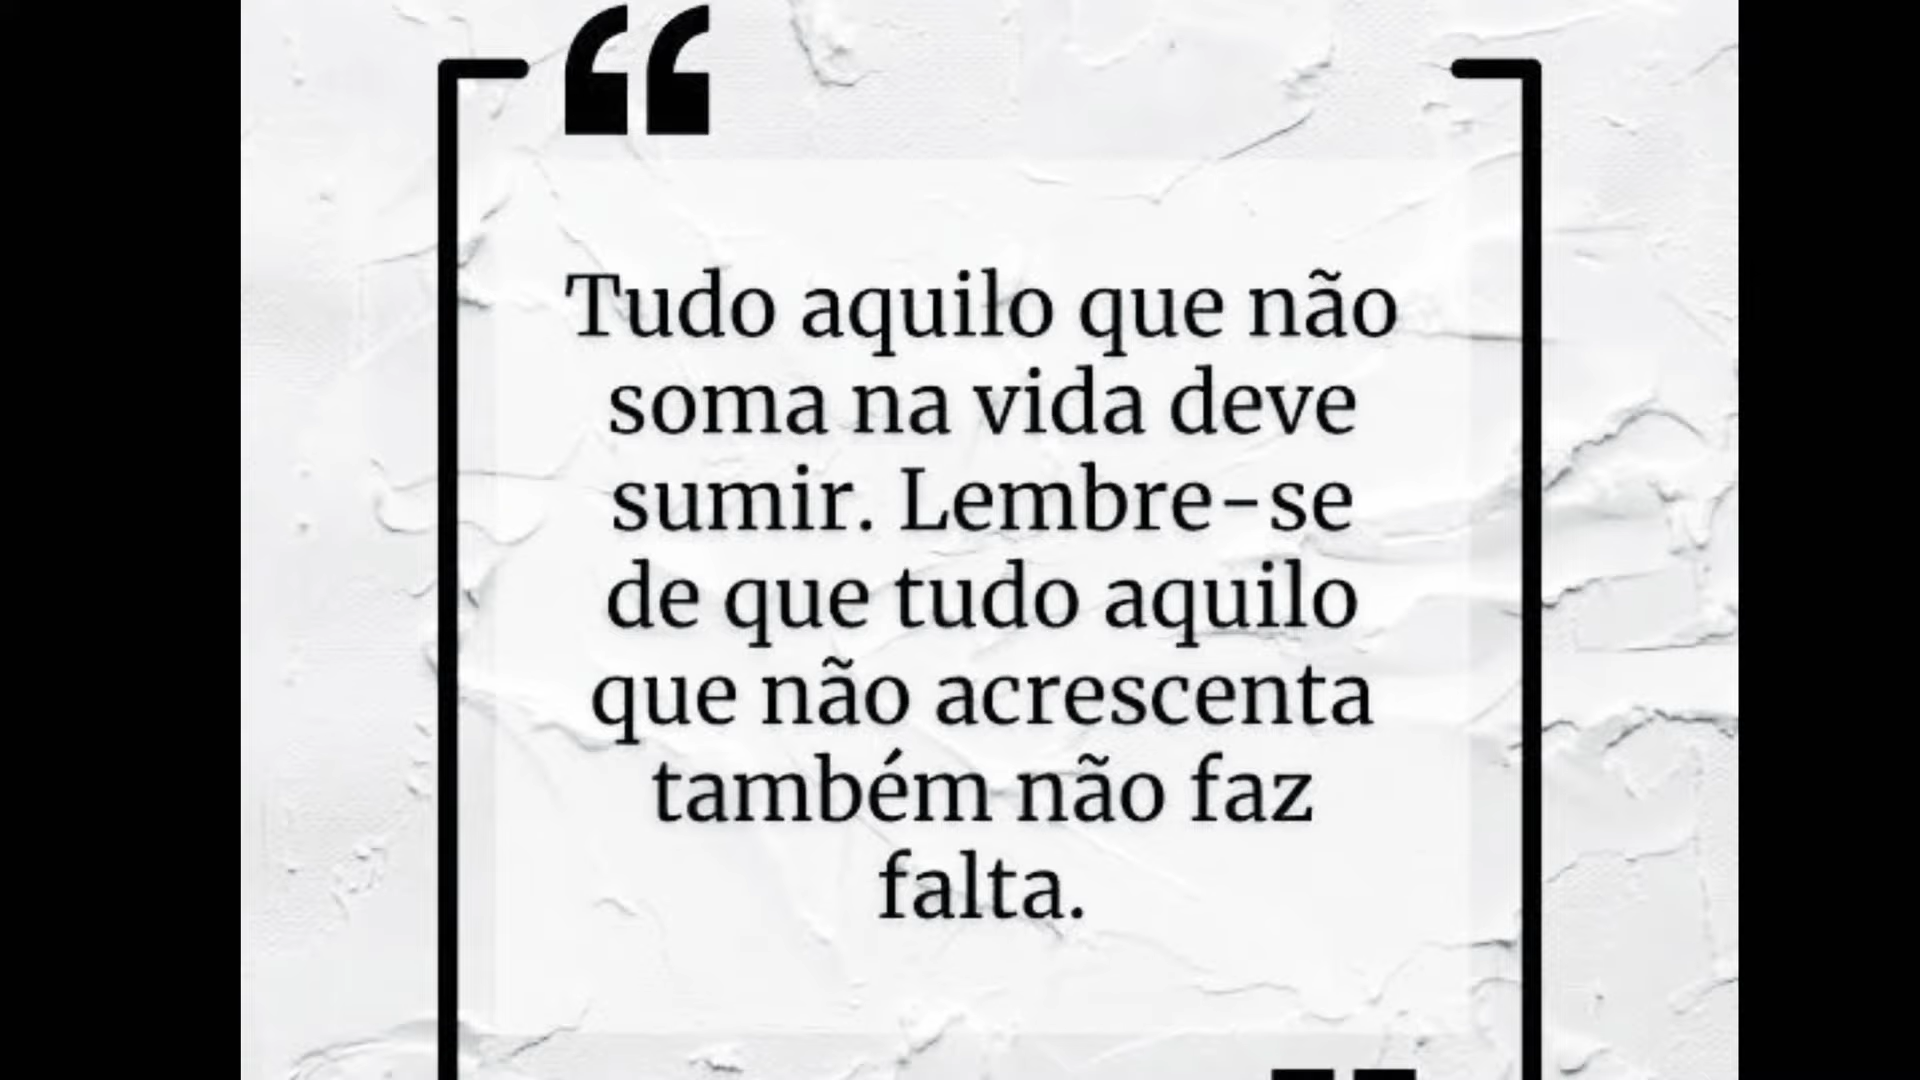 “
Tudo aquilo que não
soma na vida deve
sumir. Lembre-se
de que tudo aquilo
que não acrescenta
também não faz
falta.